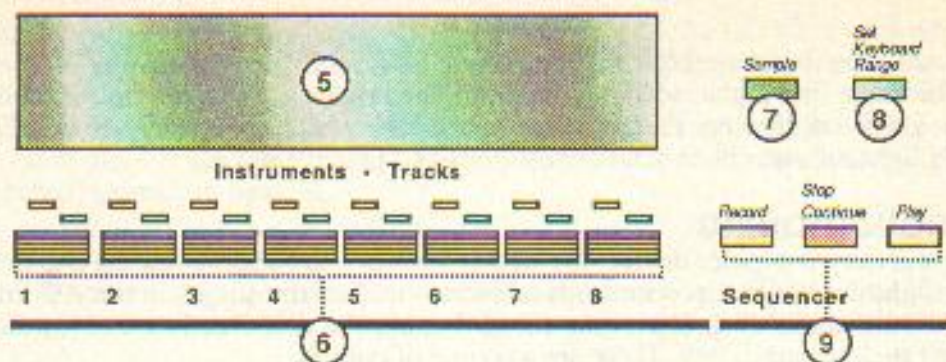 Set
Keyboard
Sample Range
5
7 8
Instruments • Tracks
Stop
Record Continue Play
1 2 3 4 5 6 7 8 Sequencer
6 9